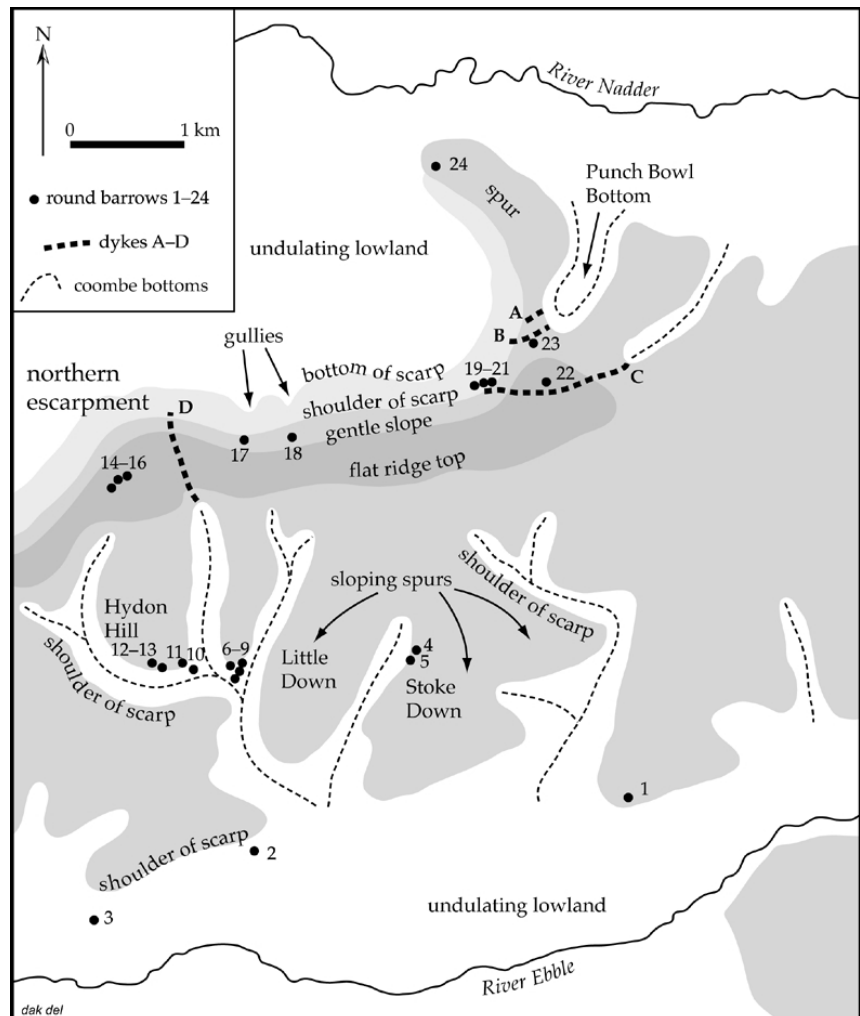 N
0 1 km
round barrows 1–24
dykes A–D
coombe bottoms
River Nadder
24
spur
Punch Bowl
Bottom
undulating lowland
A
B
23
gullies
bottom of scarp
19–21
22
C
northern
escarpment
D
shoulder of scarp
gentle slope
17
18
flat ridge top
14–16
shoulder of scarp
sloping spurs
Hydon
Hill
12–13
11
10
6–9
4
5
Little
Down
Stoke
Down
shoulder of scarp
1
shoulder of scarp
2
3
undulating lowland
River Ebble
dak del